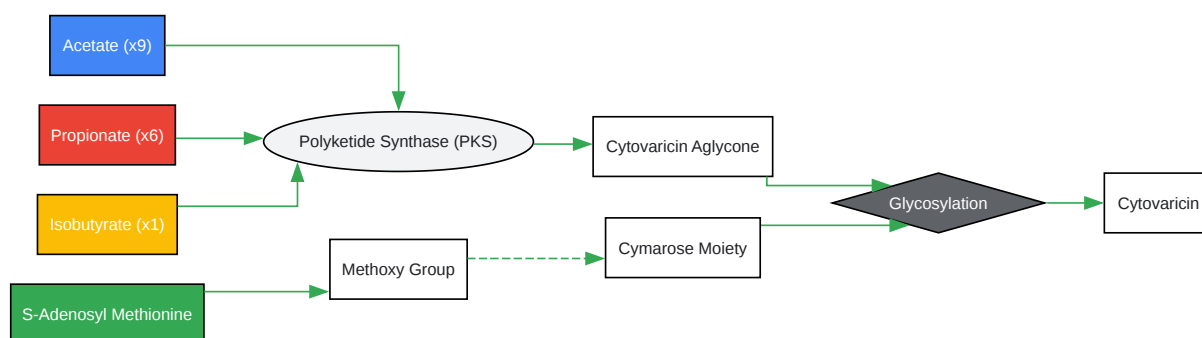 Acetate (x9)
Propionate (x6)
Polyketide Synthase (PKS)
Cytovaricin Aglycone
Isobutyrate (x1)
Glycosylation
Cytovaricin
Methoxy Group
Cymarose Moiety
S-Adenosyl Methionine